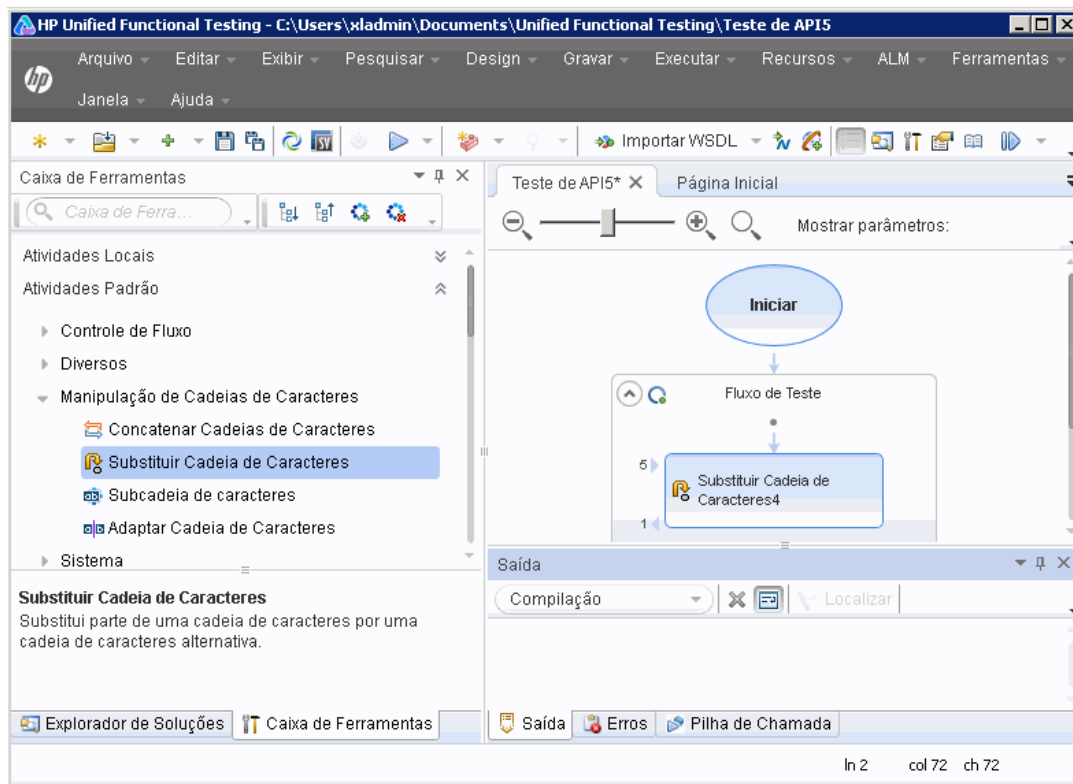 HP Unified Functional Testing - C:\Users\xladmin\Documents\Unified Functional Testing\Teste de API5
hp
Arquivo
Editar
Exibir
Pesquisar
Design
Gravar
Executar
Recursos
ALM
Ferramentas
Janela
Ajuda
SV
Importar WSDL
Caixa de Ferramentas
Caixa de Ferra...
Atividades Locais
Atividades Padrão
Controle de Fluxo
Diversos
Manipulação de Cadeias de Caracteres
Concatenar Cadeias de Caracteres
Substituir Cadeia de Caracteres
Subcadeia de caracteres
Adaptar Cadeia de Caracteres
Sistema
Substituir Cadeia de Caracteres
Substitui parte de uma cadeia de caracteres por uma
cadeia de caracteres alternativa.
Explorador de Soluções
Caixa de Ferramentas
Teste de API5*
Página Inicial
Mostrar parâmetros:
Iniciar
Fluxo de Teste
5
Substituir Cadeia de
Caracteres4
1
Saída
Compilação
Localizar
Saída
Erros
Pilha de Chamada
ln 2
col 72
ch 72